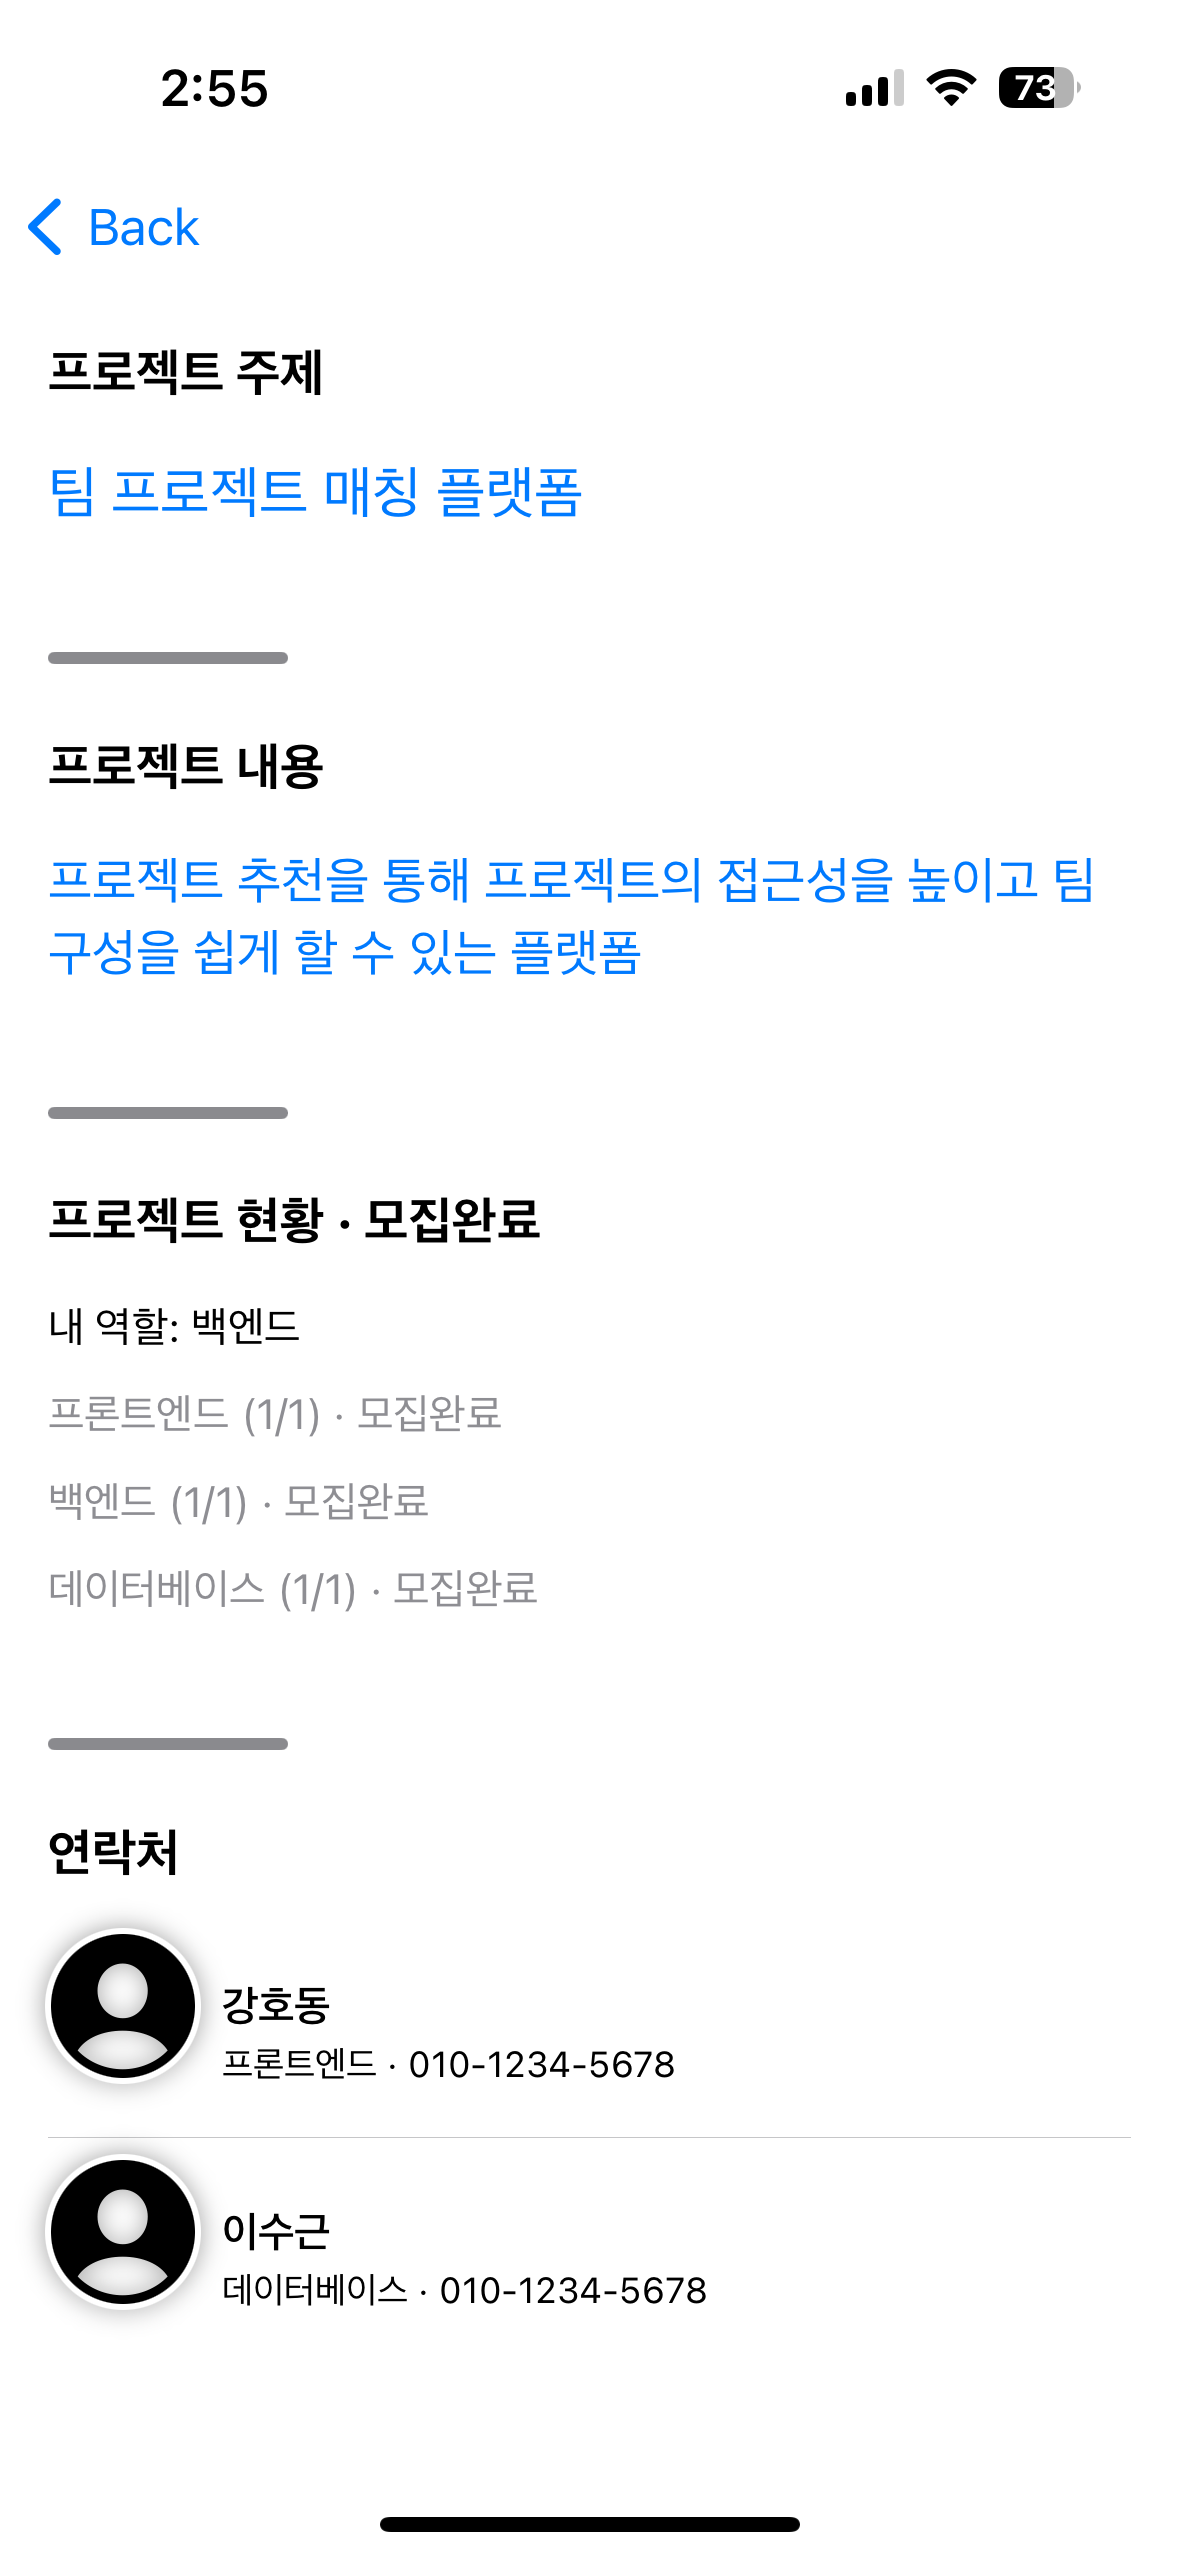 2:55
73
Back
프로젝트 주제
팀 프로젝트 매칭 플랫폼
프로젝트 내용
프로젝트 추천을 통해 프로젝트의 접근성을 높이고 팀
구성을 쉽게 할 수 있는 플랫폼
프로젝트 현황 · 모집완료
내 역할: 백엔드
프론트엔드 (1/1) · 모집완료
백엔드 (1/1) · 모집완료
데이터베이스 (1/1) · 모집완료
연락처
강호동
프론트엔드 · 010-1234-5678
이수근
데이터베이스 · 010-1234-5678